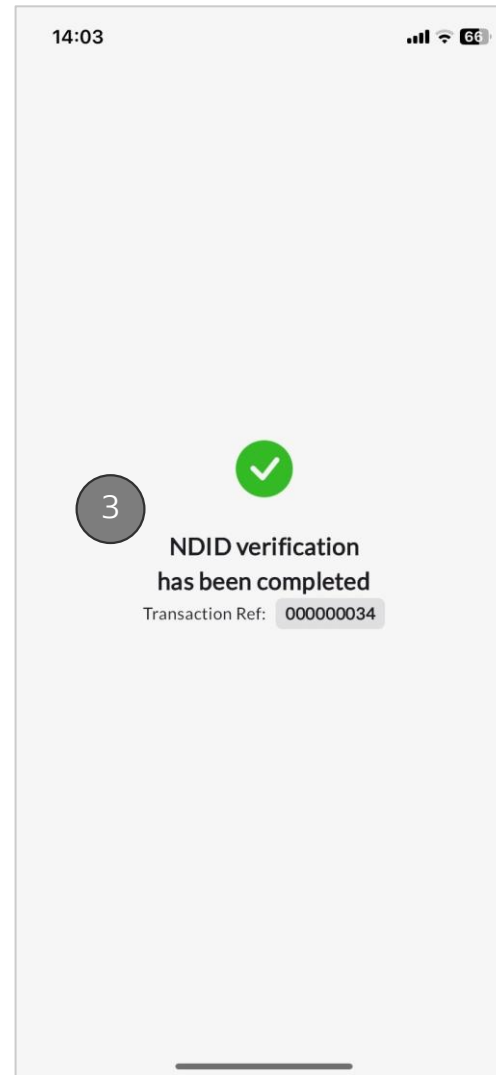 14:03
66
3
NDID verification
has been completed
Transaction Ref: 000000034